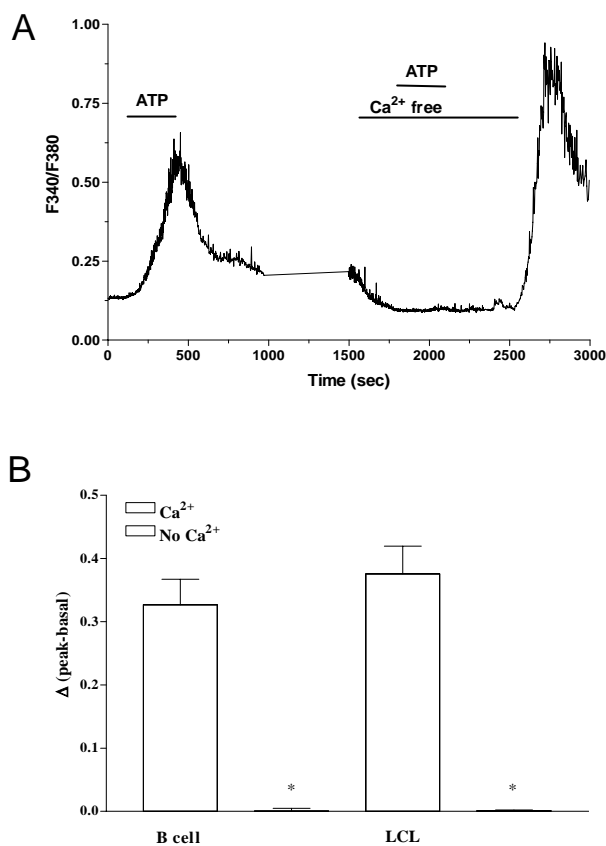 A
1.00
0.75
0.50
0.25
0.00
F340/F380
ATP
ATP
Ca²⁺ free
0 500 1000 1500 2000 2500 3000
Time (sec)
B
0.5
0.4
0.3
0.2
0.1
0.0
Δ (peak-basal)
Ca²⁺
No Ca²⁺
* *
B cell LCL